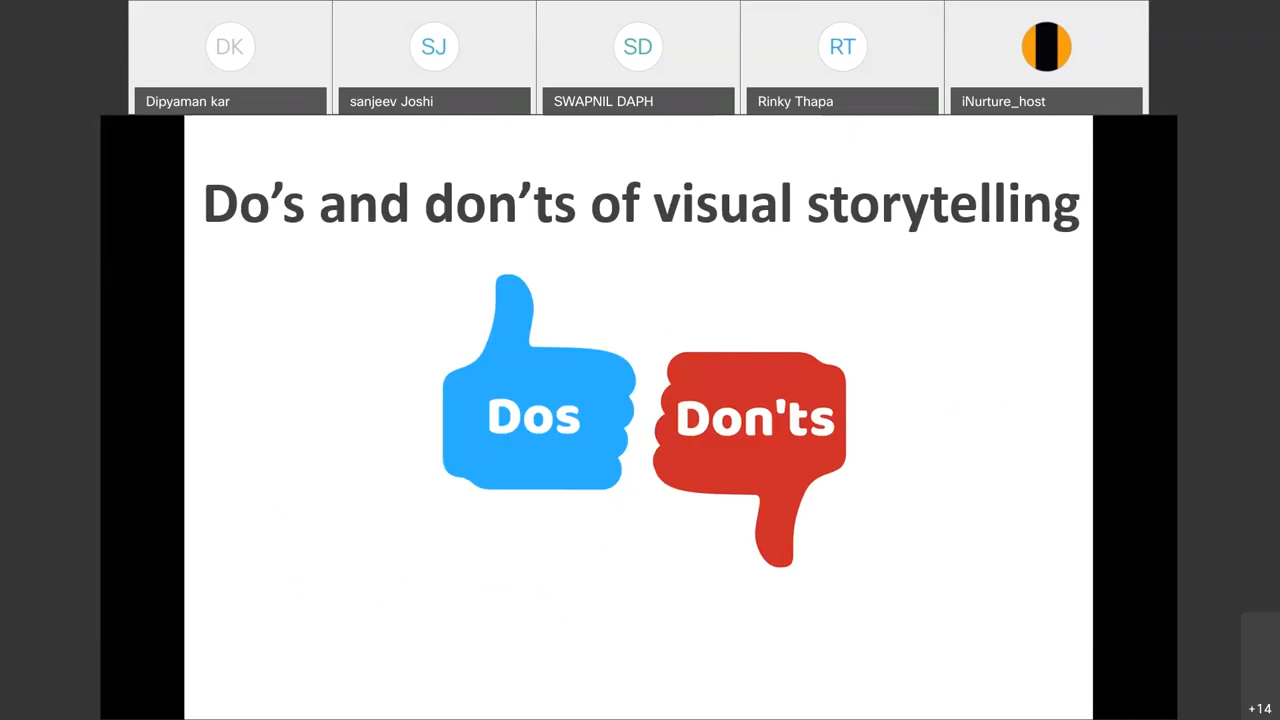 DK
SJ
SD
RT
Dipyaman kar
sanjeev Joshi
SWAPNIL DAPH
Rinky Thapa
iNurture_host
Do’s and don’ts of visual storytelling
Dos
Don'ts
+14